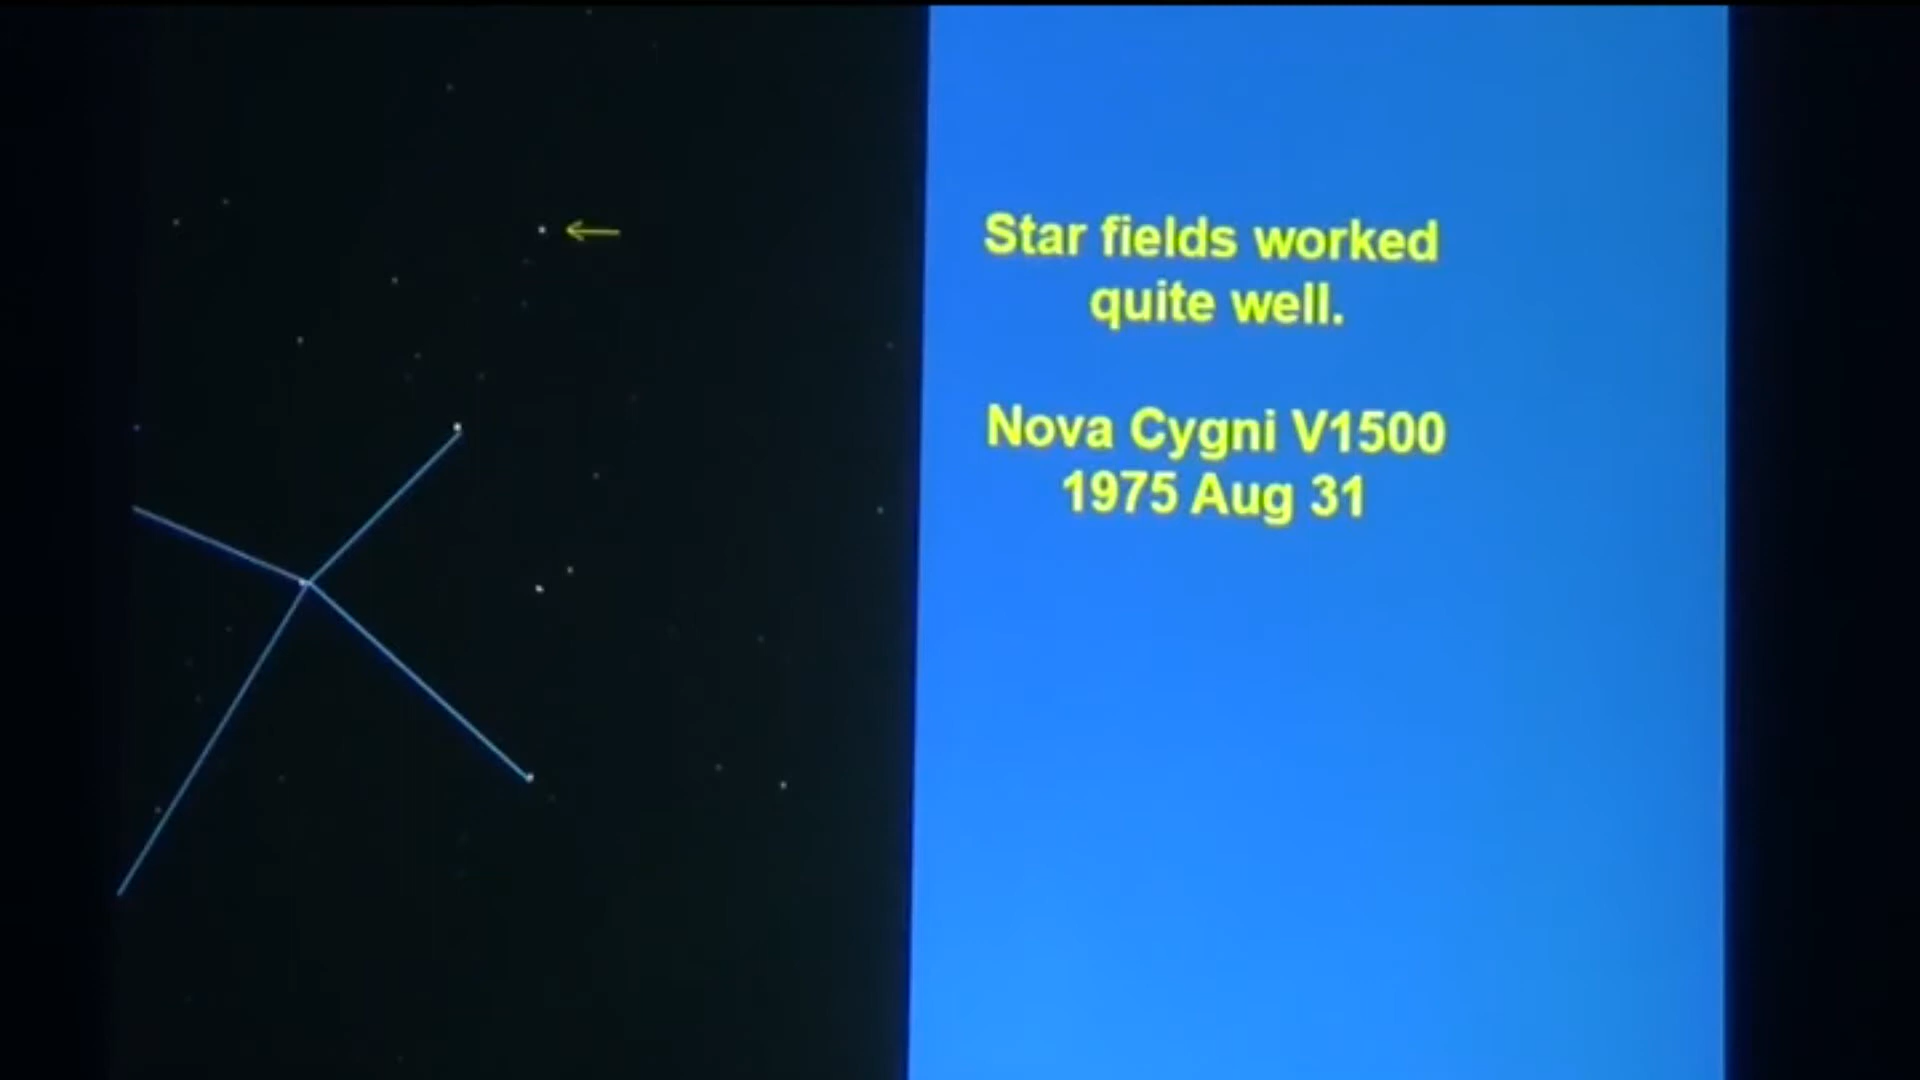 Star fields worked
quite well.
Nova Cygni V1500
1975 Aug 31